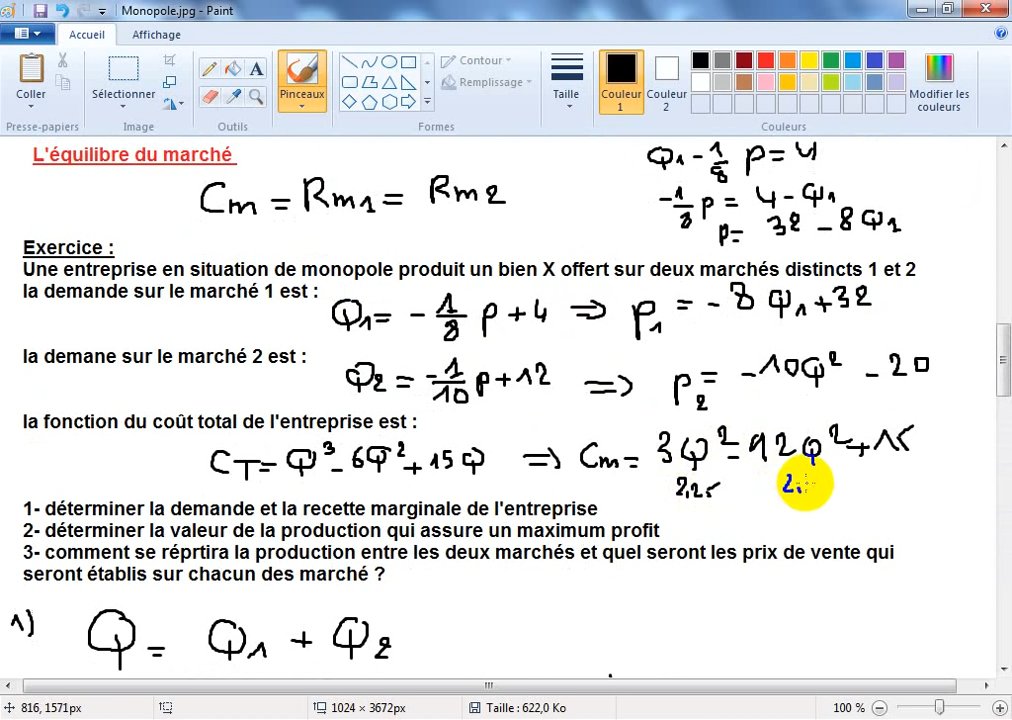 Monopole.jpg - Paint
Accueil
Affichage
Coller
Sélectionner
Pinceaux
Contour
Remplissage
Taille
Couleur 1
Couleur 2
Modifier les couleurs
Presse-papiers
Image
Outils
Formes
Couleurs
L'équilibre du marché
Cm = Rm1 = Rm2
Q1 - 1/8 p = 4
-1/8 p = 4 - Q1
p = 32 - 8Q1
Exercice :
Une entreprise en situation de monopole produit un bien X offert sur deux marchés distincts 1 et 2
la demande sur le marché 1 est :
Q1 = - 1/8 p + 4 => p1 = - 8 Q1 + 32
la demane sur le marché 2 est :
Q2 = -1/10 p + 12 => p2 = -10Q² - 20
la fonction du coût total de l'entreprise est :
CT = Q³ - 6Q² + 15Q => Cm = 3Q² - 12Q² + 15
2,25
2.
1- déterminer la demande et la recette marginale de l'entreprise
2- déterminer la valeur de la production qui assure un maximum profit
3- comment se réprtira la production entre les deux marchés et quel seront les prix de vente qui
seront établis sur chacun des marché ?
1) Q = Q1 + Q2
816, 1571px
1024 × 3672px
Taille : 622,0 Ko
100 %